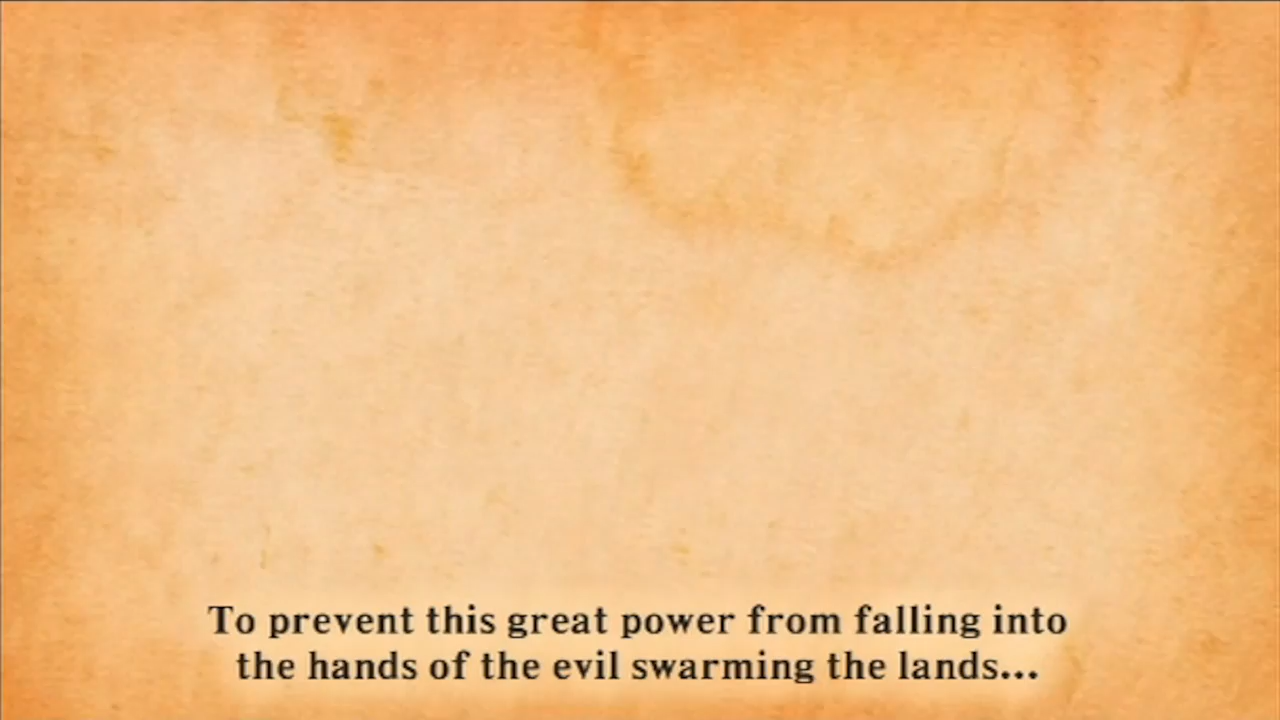 To prevent this great power from falling into
the hands of the evil swarming the lands...